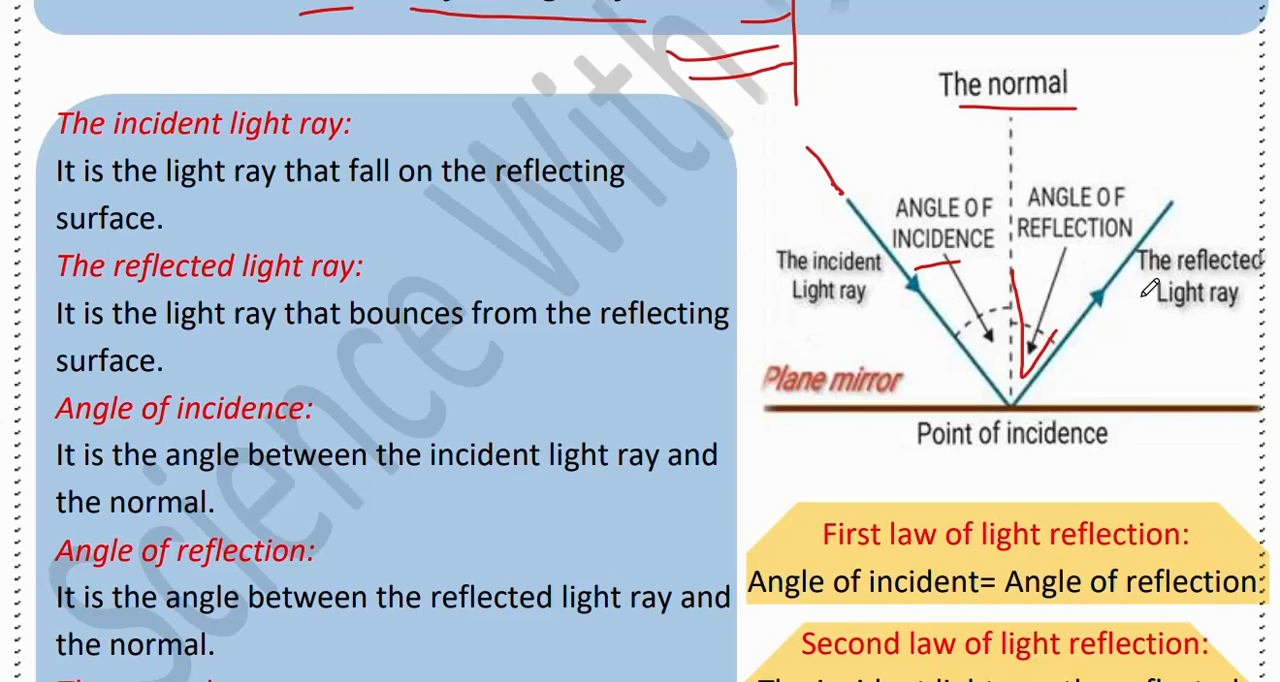 The incident light ray:
It is the light ray that fall on the reflecting
surface.
The reflected light ray:
It is the light ray that bounces from the reflecting
surface.
Angle of incidence:
It is the angle between the incident light ray and
the normal.
Angle of reflection:
It is the angle between the reflected light ray and
the normal.
The normal
ANGLE OF
INCIDENCE
ANGLE OF
REFLECTION
The incident
Light ray
The reflected
Light ray
Plane mirror
Point of incidence
First law of light reflection:
Angle of incident= Angle of reflection
Second law of light reflection:
Science With